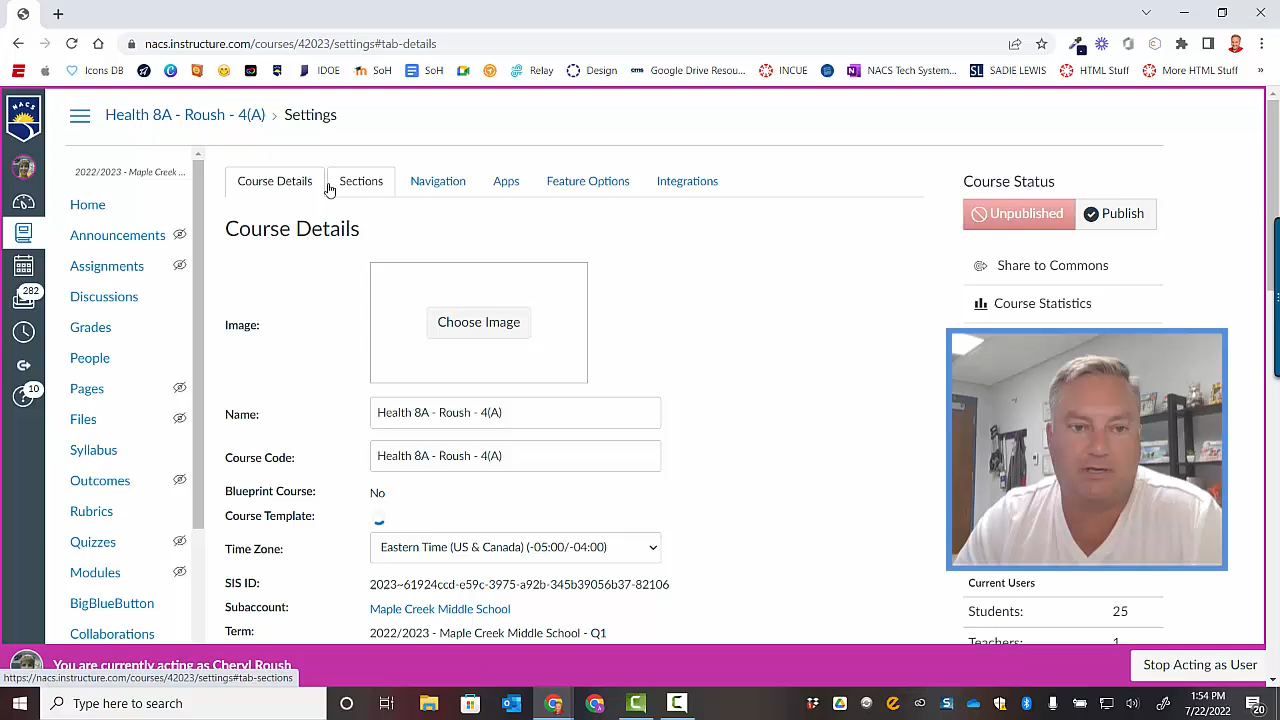 nacs.instructure.com/courses/42023/settings#tab-details
Icons DB
IDOE
SoH
SoH
Relay
Design
cms
Google Drive Resou...
INCUE
NACS Tech System...
SL
SADIE LEWIS
HTML Stuff
More HTML Stuff
»
NACS
Health 8A - Roush - 4(A) › Settings
2022/2023 - Maple Creek ...
Home
Announcements
Assignments
Discussions
Grades
People
Pages
Files
Syllabus
Outcomes
Rubrics
Quizzes
Modules
BigBlueButton
Collaborations
282
10
Course Details
Sections
Navigation
Apps
Feature Options
Integrations
Course Details
Image:
Choose Image
Name:
Health 8A - Roush - 4(A)
Course Code:
Health 8A - Roush - 4(A)
Blueprint Course:
No
Course Template:
Time Zone:
Eastern Time (US & Canada) (-05:00/-04:00)
SIS ID:
2023~61924ccd-e59c-3975-a92b-345b39056b37-82106
Subaccount:
Maple Creek Middle School
Term:
2022/2023 - Maple Creek Middle School - Q1
Course Status
Unpublished
Publish
Share to Commons
Course Statistics
Current Users
Students:
25
Teachers:
1
You are currently acting as Cheryl Roush
Stop Acting as User
https://nacs.instructure.com/courses/42023/settings#tab-sections
Type here to search
1:54 PM
7/22/2022
20